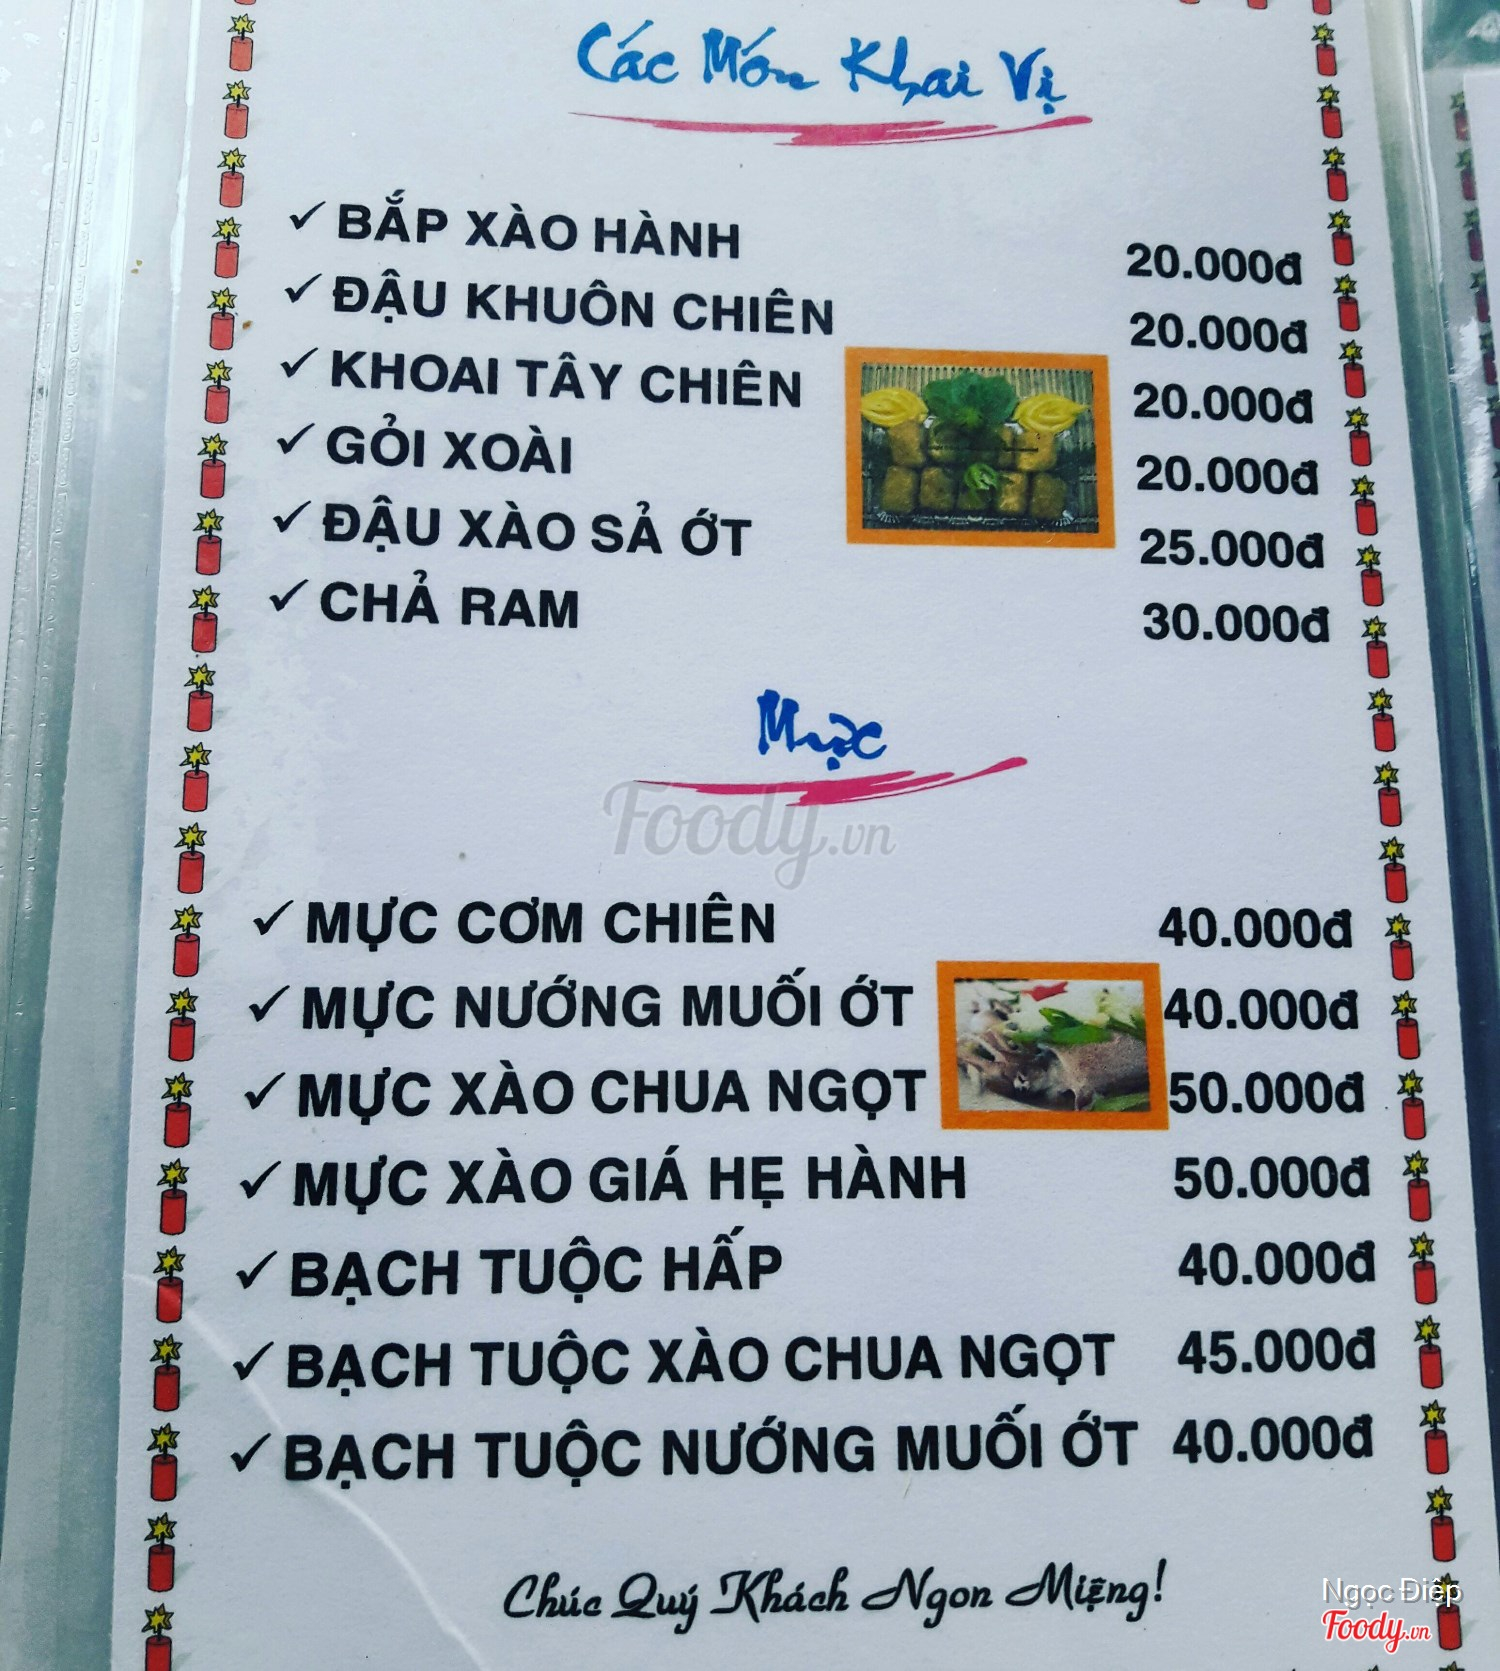 Các Món Khai Vị
✓ BẮP XÀO HÀNH 20.000đ
✓ ĐẬU KHUÔN CHIÊN 20.000đ
✓ KHOAI TÂY CHIÊN 20.000đ
✓ GỎI XOÀI 20.000đ
✓ ĐẬU XÀO SẢ ỚT 25.000đ
✓ CHẢ RAM 30.000đ
Mực
Foody.vn
✓ MỰC CƠM CHIÊN 40.000đ
✓ MỰC NƯỚNG MUỐI ỚT 40.000đ
✓ MỰC XÀO CHUA NGỌT 50.000đ
✓ MỰC XÀO GIÁ HẸ HÀNH 50.000đ
✓ BẠCH TUỘC HẤP 40.000đ
✓ BẠCH TUỘC XÀO CHUA NGỌT 45.000đ
✓ BẠCH TUỘC NƯỚNG MUỐI ỚT 40.000đ
Chúc Quý Khách Ngon Miệng!
Ngọc Điệp
Foody.vn